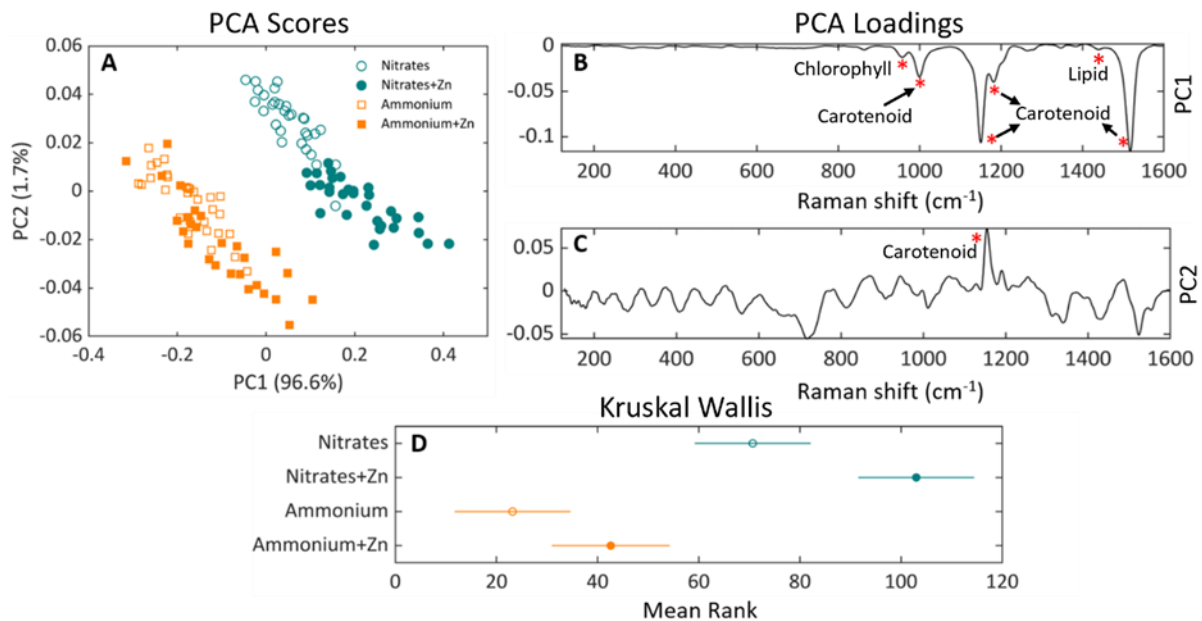 PCA Scores
PCA Loadings
A
0.06
0.04
0.02
0
-0.02
-0.04
-0.06
PC2 (1.7%)
-0.4
-0.2
0
0.2
0.4
PC1 (96.6%)
Nitrates
Nitrates+Zn
Ammonium
Ammonium+Zn
B
0
-0.05
-0.1
Chlorophyll
*
*
Carotenoid
*
*
Carotenoid
*
Lipid
*
PC1
200 400 600 800 1000 1200 1400 1600
Raman shift (cm-1)
C
0.05
0
-0.05
Carotenoid
*
PC2
200 400 600 800 1000 1200 1400 1600
Raman shift (cm-1)
Kruskal Wallis
D
Nitrates
Nitrates+Zn
Ammonium
Ammonium+Zn
0 20 40 60 80 100 120
Mean Rank